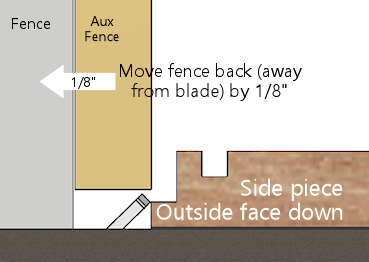 Fence
Aux
Fence
1/8"
Move fence back (away
from blade) by 1/8"
Side piece
Outside face down